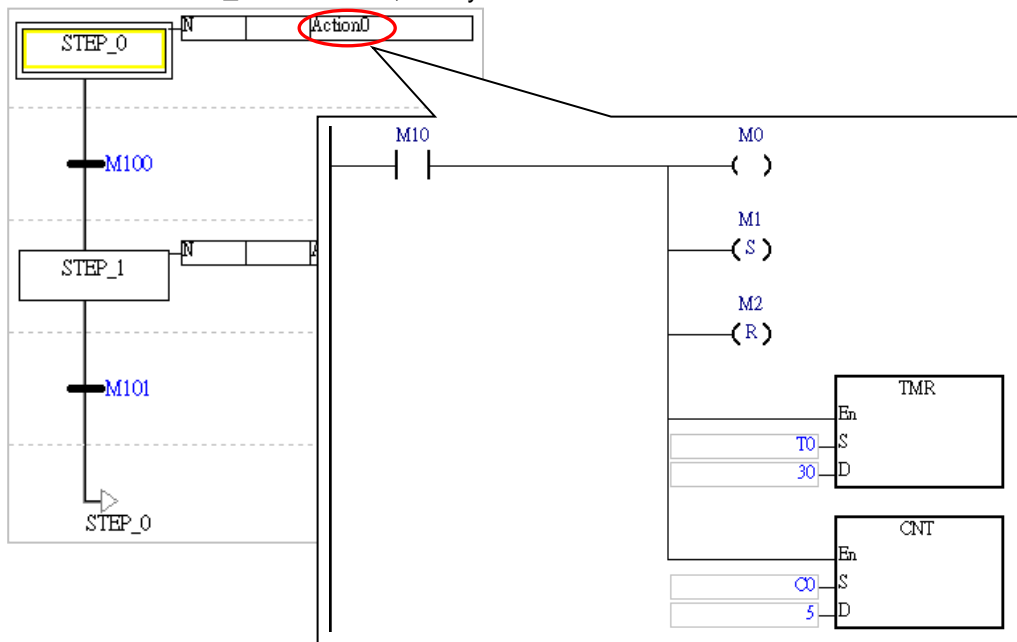 N Action0
STEP_0
M100
N
STEP_1
M101
STEP_0
M10 M0
M1
S
M2
R
TMR
En
T0 S
30 D
CNT
En
C0 S
5 D